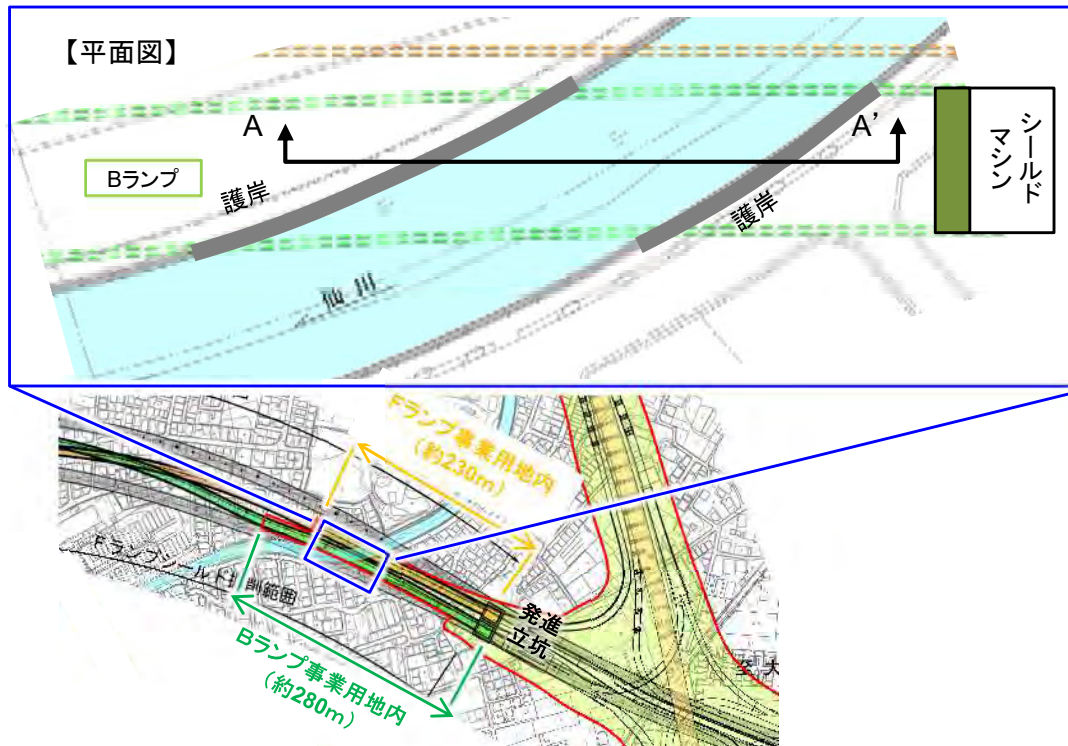 【平面図】
A
A’
Bランプ
護岸
護岸
仙川
シールド
マシン
Fランプ事業用地内
(約230m)
発進
立坑
Bランプ事業用地内
(約280m)
至 大